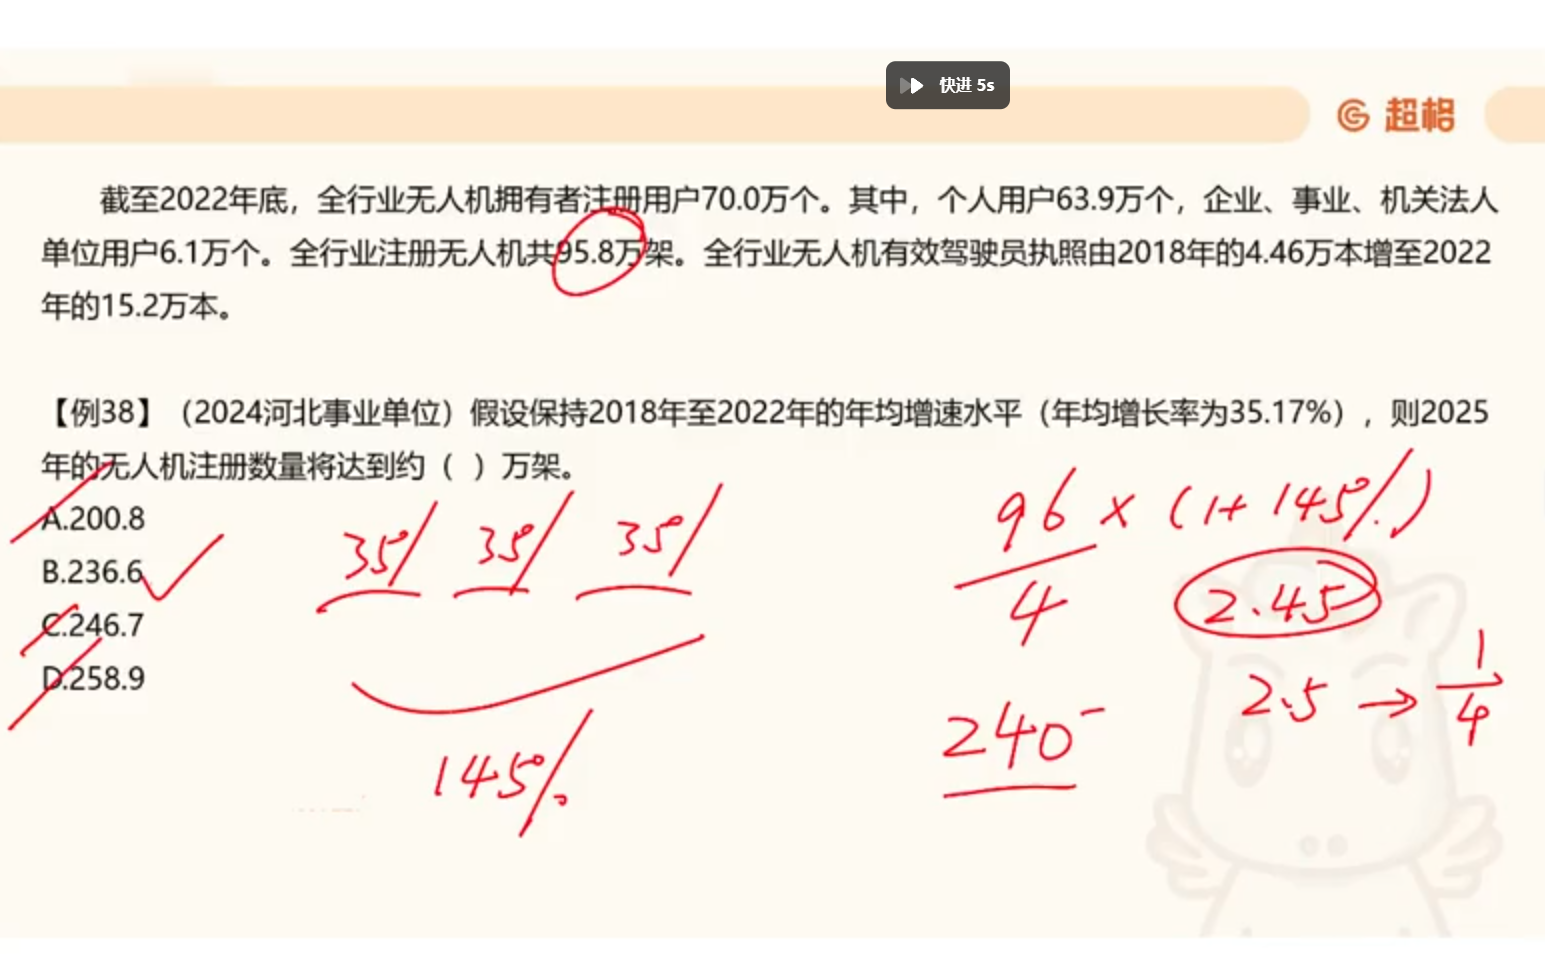 快进 5s
超格
截至2022年底，全行业无人机拥有者注册用户70.0万个。其中，个人用户63.9万个，企业、事业、机关法人
单位用户6.1万个。全行业注册无人机共95.8万架。全行业无人机有效驾驶员执照由2018年的4.46万本增至2022
年的15.2万本。
【例38】（2024河北事业单位）假设保持2018年至2022年的年均增速水平（年均增长率为35.17%），则2025
年的无人机注册数量将达到约（ ）万架。
A.200.8
B.236.6
C.246.7
D.258.9
35% 35% 35%
145%
96 × (1+145%)
4
2.45
2.5 → 1/4
240-